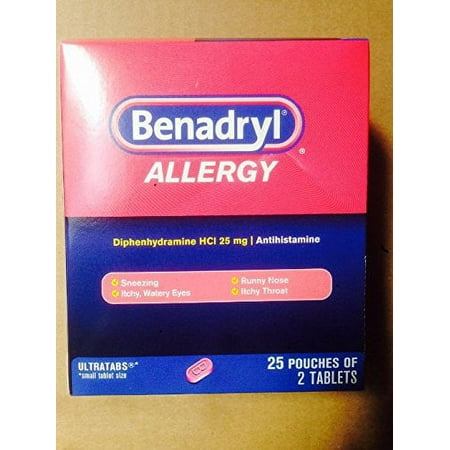 Benadryl®
®
ALLERGY
Diphenhydramine HCl 25 mg | Antihistamine
Sneezing
Itchy, Watery Eyes
Runny Nose
Itchy Throat
ULTRATABS®*
*small tablet size
25 POUCHES OF
2 TABLETS